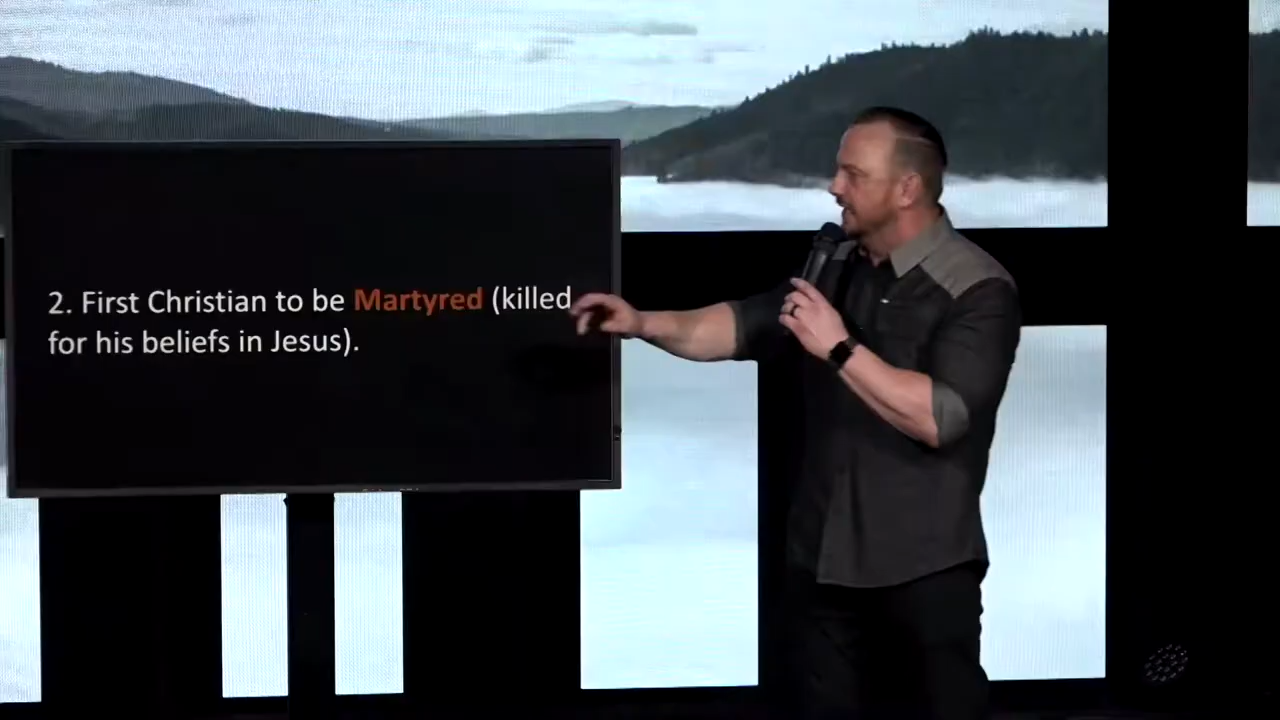 2. First Christian to be Martyred (killed
for his beliefs in Jesus).